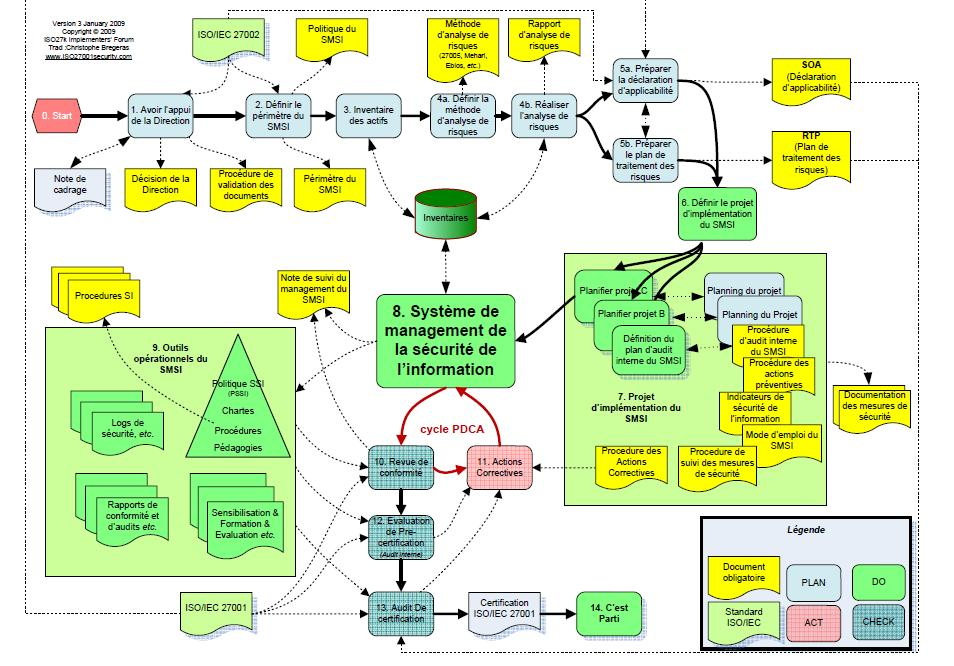 Version 3 January 2009
Copyright © 2009
ISO27k Implementers' Forum
Trad :Christophe Bregeras
www.ISO27001security.com
ISO/IEC 27002
Politique du
SMSI
Méthode
d'analyse de
risques
(27005, Mehari,
Ebios, etc.)
Rapport
d'analyse de
risques
0. Start
1. Avoir l'appui
de la Direction
2. Définir le
périmètre du
SMSI
3. Inventaire
des actifs
4a. Définir la
méthode
d'analyse de
risques
4b. Réaliser
l'analyse de
risques
5a. Préparer
la déclaration
d'applicabilité
SOA
(Déclaration
d'applicabilité)
5b. Préparer
le plan de
traitement des
risques
RTP
(Plan de
traitement des
risques)
Note de
cadrage
Décision de la
Direction
Procédure de
validation des
documents
Périmètre du
SMSI
Inventaires
6. Définir le projet
d'implémentation
du SMSI
Procedures SI
Note de suivi du
management du
SMSI
8. Système de
management de
la sécurité de
l'information
Planifier projet C
Planifier projet B
Définition du
plan d'audit
interne du SMSI
Planning du projet
Planning du Projet
Procédure
d'audit interne
du SMSI
Procédure des
actions
préventives
Indicateurs de
sécurité de
l'information
Mode d'emploi du
SMSI
7. Projet
d'implémentation du
SMSI
Procédure des
Actions
Correctives
Procedure de
suivi des mesures
de sécurité
Documentation
des mesures de
sécurité
9. Outils
opérationnels du
SMSI
Politique SSI
(PSSI)
Chartes
Procédures
Pédagogies
Logs de
sécurité, etc.
Rapports de
conformité et
d'audits etc.
Sensibilisation &
Formation &
Evaluation etc.
cycle PDCA
10. Revue de
conformité
11. Actions
Correctives
12. Evaluation
de Pré-
certification
(Audit interne)
13. Audit De
certification
ISO/IEC 27001
Certification
ISO/IEC 27001
14. C'est
Parti
Légende
Document
obligatoire
PLAN
DO
Standard
ISO/IEC
ACT
CHECK